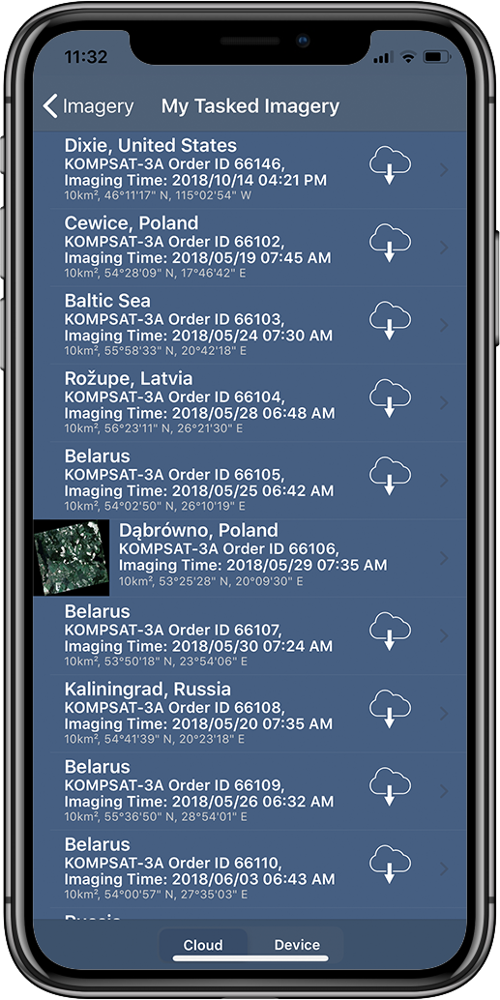 11:32
Imagery My Tasked Imagery
Dixie, United States
KOMPSAT-3A Order ID 66146,
Imaging Time: 2018/10/14 04:21 PM
10km², 46°11'17" N, 115°02'54" W
Cewice, Poland
KOMPSAT-3A Order ID 66102,
Imaging Time: 2018/05/19 07:45 AM
10km², 54°28'09" N, 17°46'42" E
Baltic Sea
KOMPSAT-3A Order ID 66103,
Imaging Time: 2018/05/24 07:30 AM
10km², 55°58'33" N, 20°42'18" E
Rožupe, Latvia
KOMPSAT-3A Order ID 66104,
Imaging Time: 2018/05/28 06:48 AM
10km², 56°23'11" N, 26°21'30" E
Belarus
KOMPSAT-3A Order ID 66105,
Imaging Time: 2018/05/25 06:42 AM
10km², 54°02'50" N, 26°10'19" E
Dąbrówno, Poland
KOMPSAT-3A Order ID 66106,
Imaging Time: 2018/05/29 07:35 AM
10km², 53°25'28" N, 20°09'30" E
Belarus
KOMPSAT-3A Order ID 66107,
Imaging Time: 2018/05/30 07:24 AM
10km², 53°50'18" N, 23°54'06" E
Kaliningrad, Russia
KOMPSAT-3A Order ID 66108,
Imaging Time: 2018/05/20 07:35 AM
10km², 54°41'39" N, 20°23'18" E
Belarus
KOMPSAT-3A Order ID 66109,
Imaging Time: 2018/05/26 06:32 AM
10km², 55°36'50" N, 28°54'01" E
Belarus
KOMPSAT-3A Order ID 66110,
Imaging Time: 2018/06/03 06:43 AM
10km², 54°00'57" N, 27°35'03" E
Russia
Cloud Device